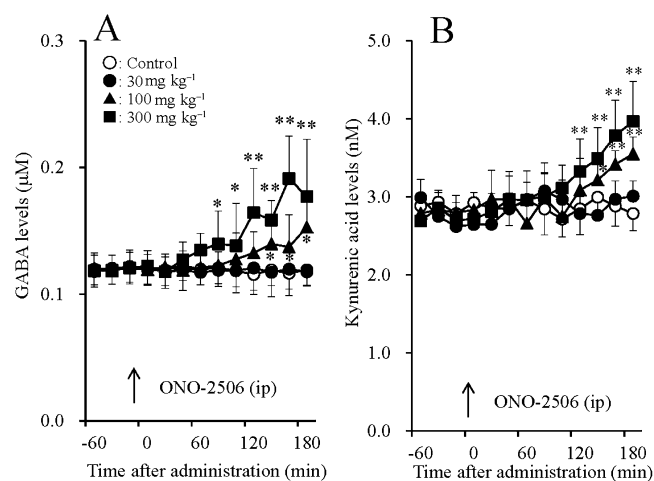 A
B
0.3
0.2
0.1
0.0
GABA levels (µM)
: Control
: 30 mg kg⁻¹
: 100 mg kg⁻¹
: 300 mg kg⁻¹
*
*
**
**
**
**
*
*
*
ONO-2506 (ip)
-60 0 60 120 180
Time after administration (min)
5.0
4.0
3.0
2.0
1.0
0.0
Kynurenic acid levels (nM)
**
**
**
**
*
**
**
ONO-2506 (ip)
-60 0 60 120 180
Time after administration (min)